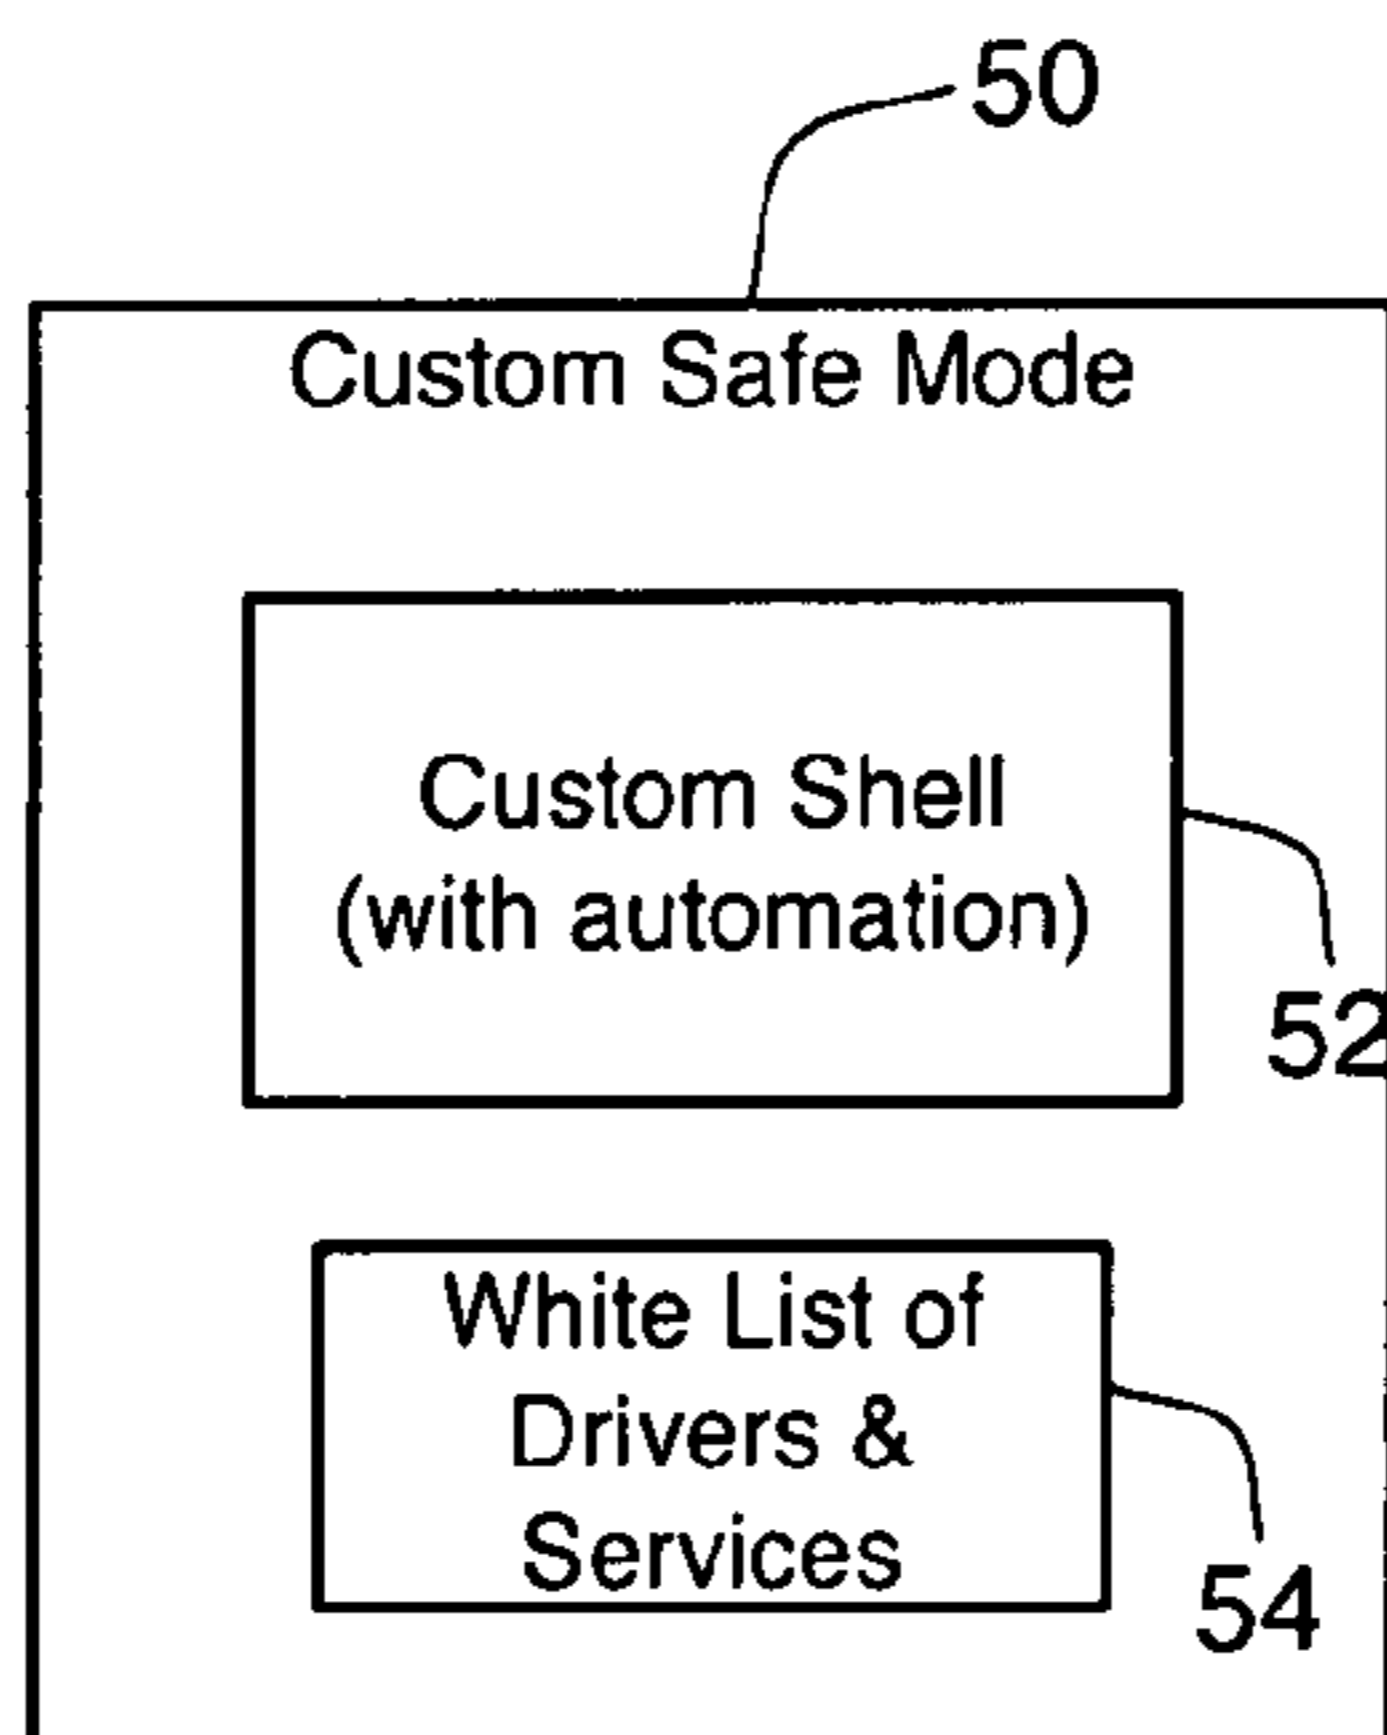 50
Custom Safe Mode
Custom Shell
(with automation)
52
White List of
Drivers &
Services
54